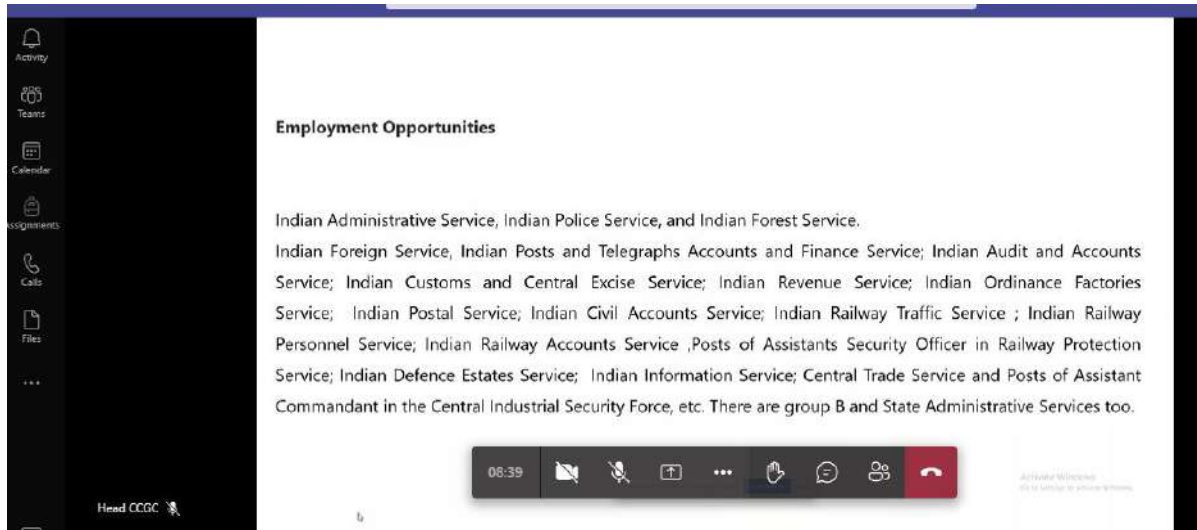 Activity
Teams
Calendar
Assignments
Calls
Files
Employment Opportunities
Indian Administrative Service, Indian Police Service, and Indian Forest Service.
Indian Foreign Service, Indian Posts and Telegraphs Accounts and Finance Service; Indian Audit and Accounts
Service; Indian Customs and Central Excise Service; Indian Revenue Service; Indian Ordinance Factories
Service; Indian Postal Service; Indian Civil Accounts Service; Indian Railway Traffic Service ; Indian Railway
Personnel Service; Indian Railway Accounts Service ,Posts of Assistants Security Officer in Railway Protection
Service; Indian Defence Estates Service; Indian Information Service; Central Trade Service and Posts of Assistant
Commandant in the Central Industrial Security Force, etc. There are group B and State Administrative Services too.
08:39
Activate Windows
Head CCGC